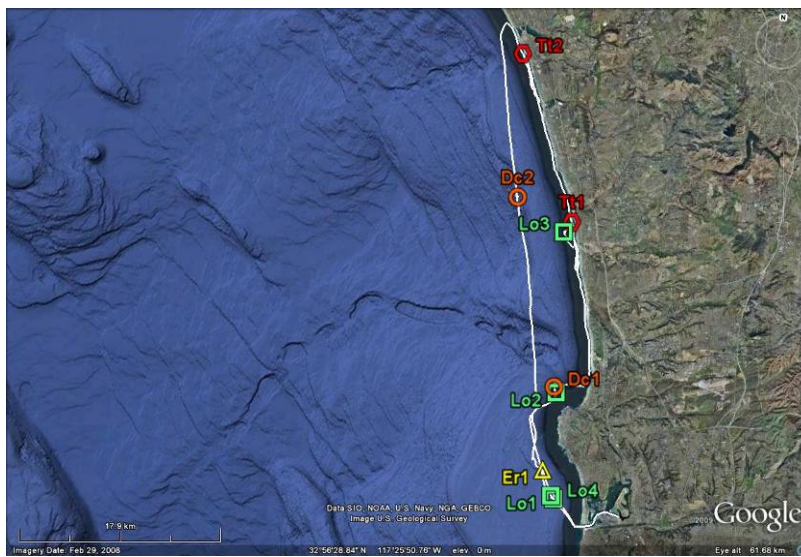 N
Tt2
Dc2
Tt1
Lo3
Dc1
Lo2
Er1
Lo1
Lo4
Data SIO, NOAA, U.S. Navy, NGA, GEBCO
Image U.S. Geological Survey
©2009 Google
17.9 km
Imagery Date: Feb 29, 2008
32°56'28.84" N 117°25'50.76" W elev 0 m
Eye alt 61.68 km